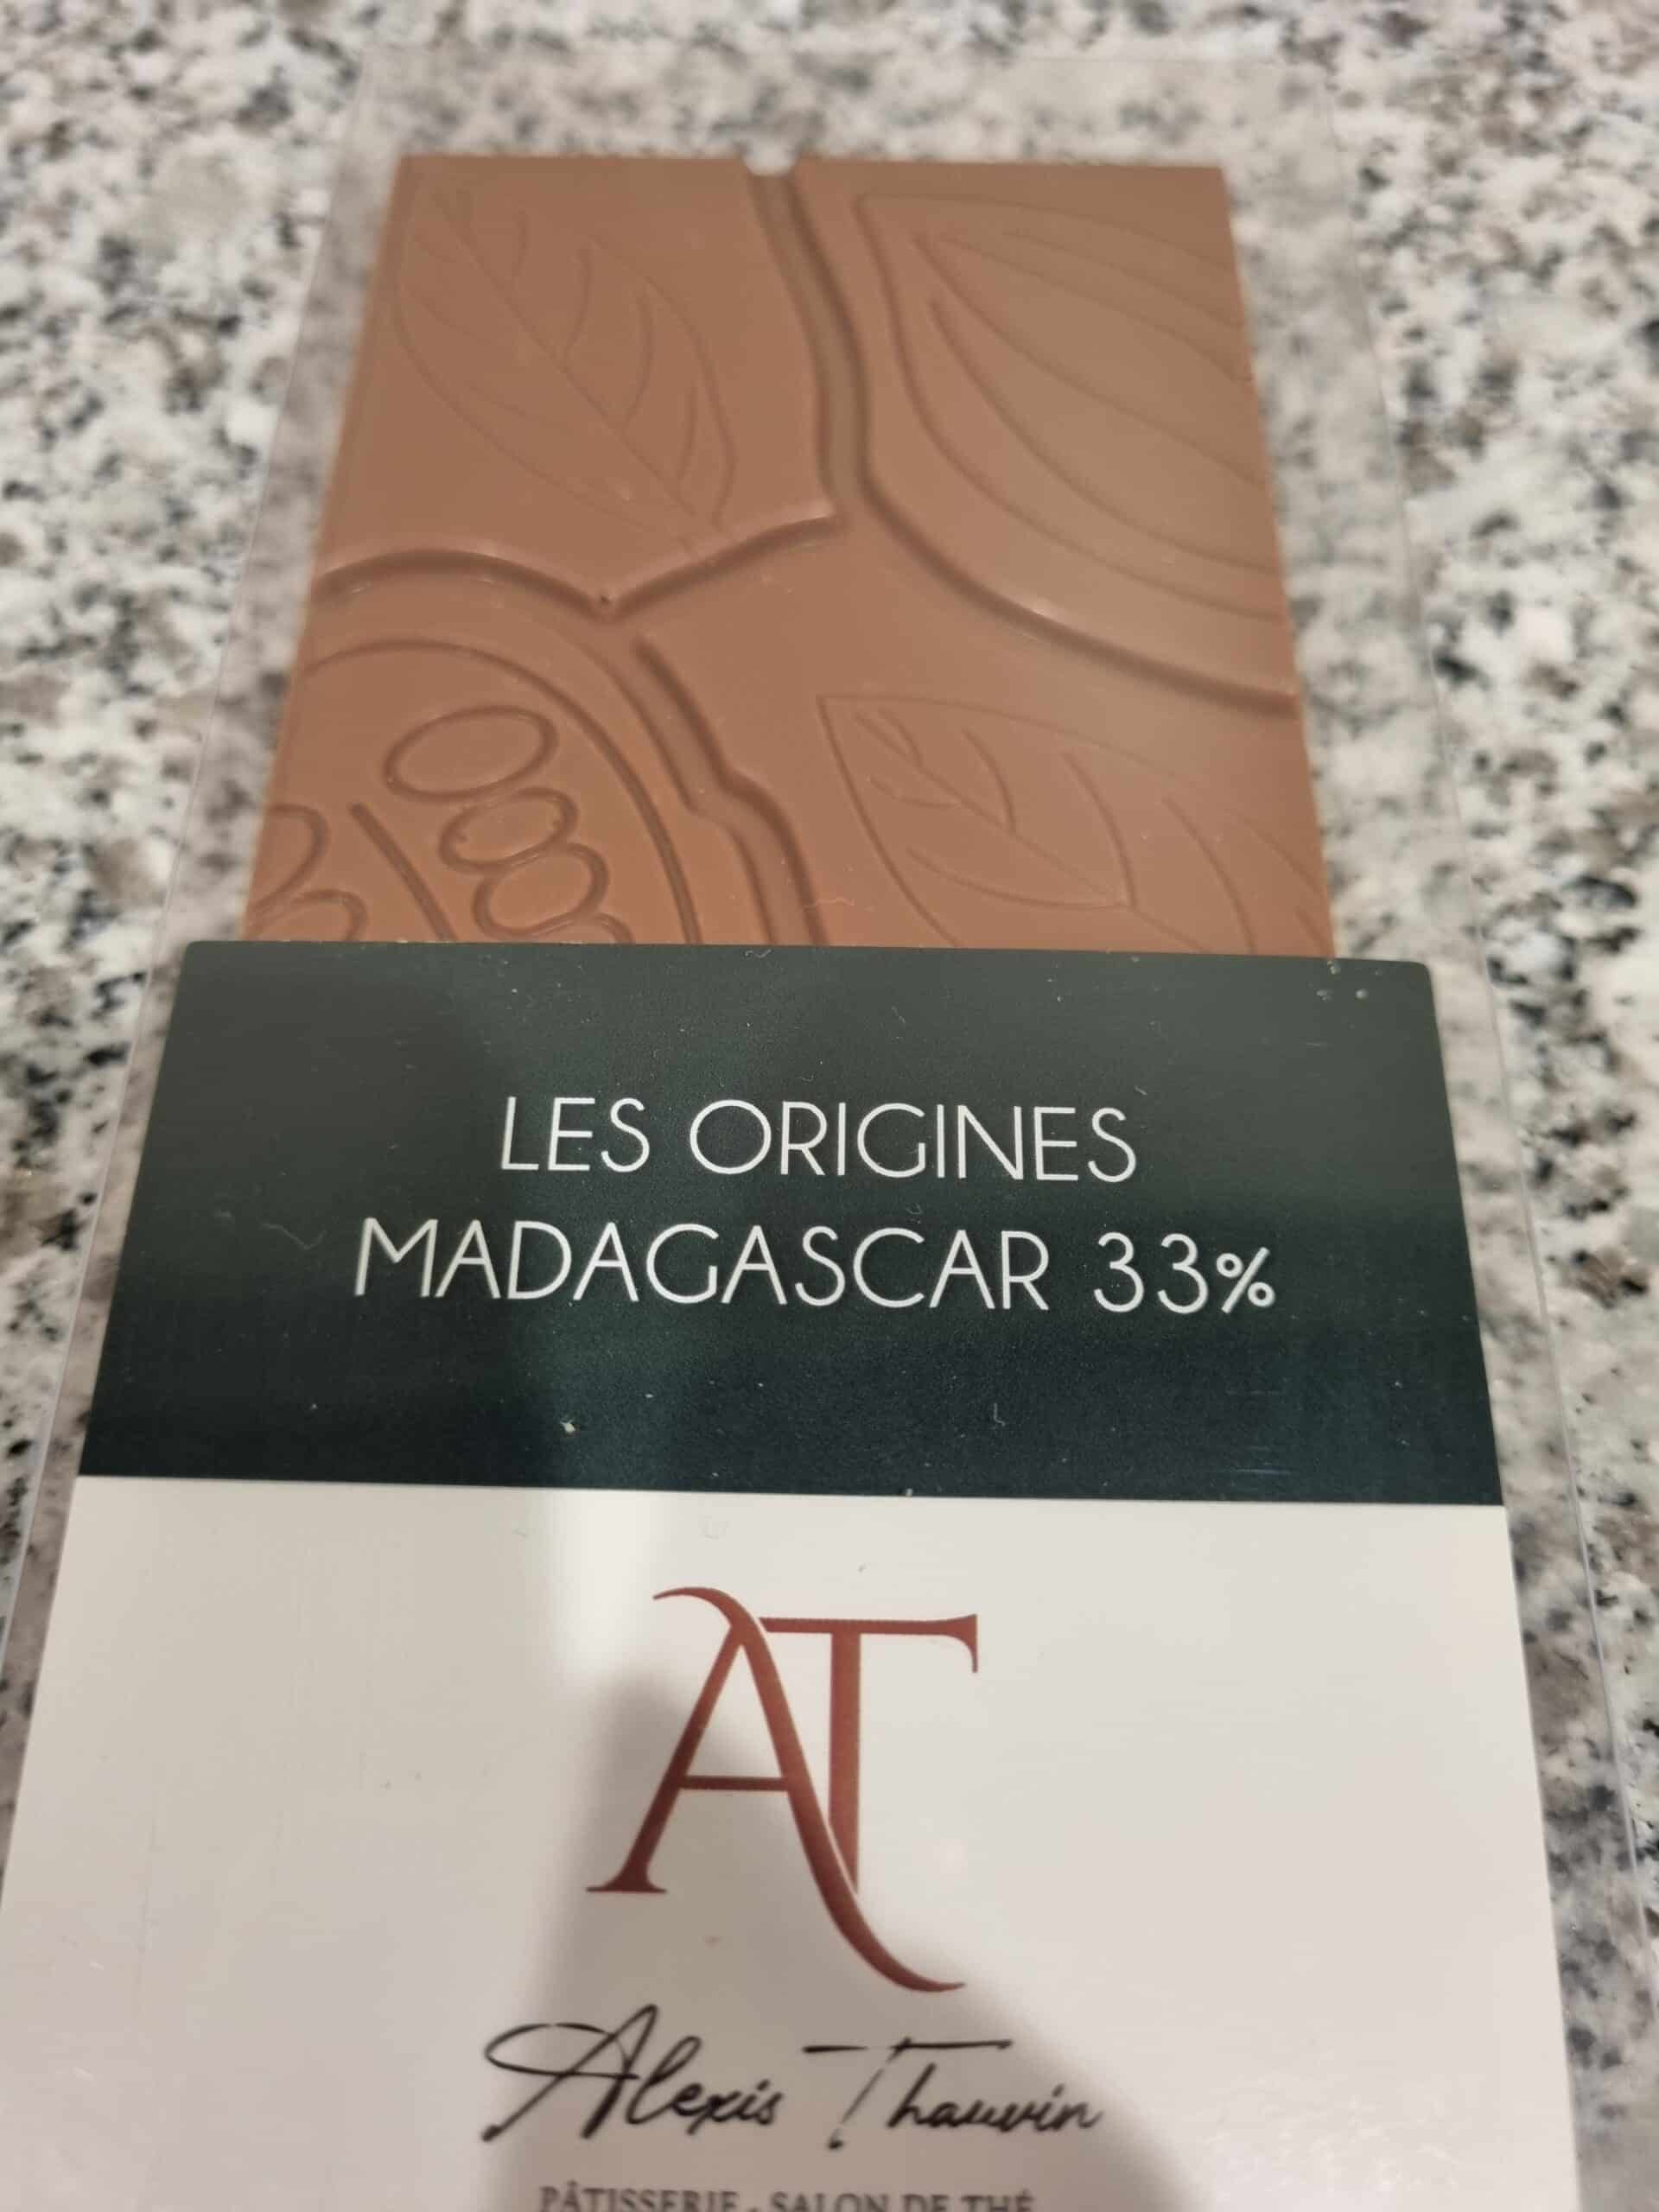 LES ORIGINES
MADAGASCAR 33%
AT
Alexis Thauvin
PÂTISSERIE - SALON DE THÉ